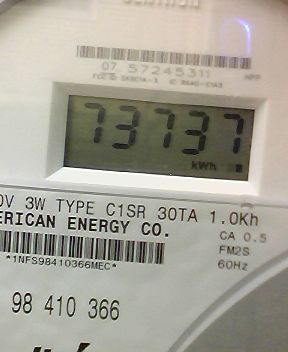 07 57245311
73737
kWh
0V 3W TYPE C1SR 30TA 1.0Kh
ERICAN ENERGY CO.
CA 0.5
FM2S
*1NFS98410366MEC*
60Hz
98 410 366